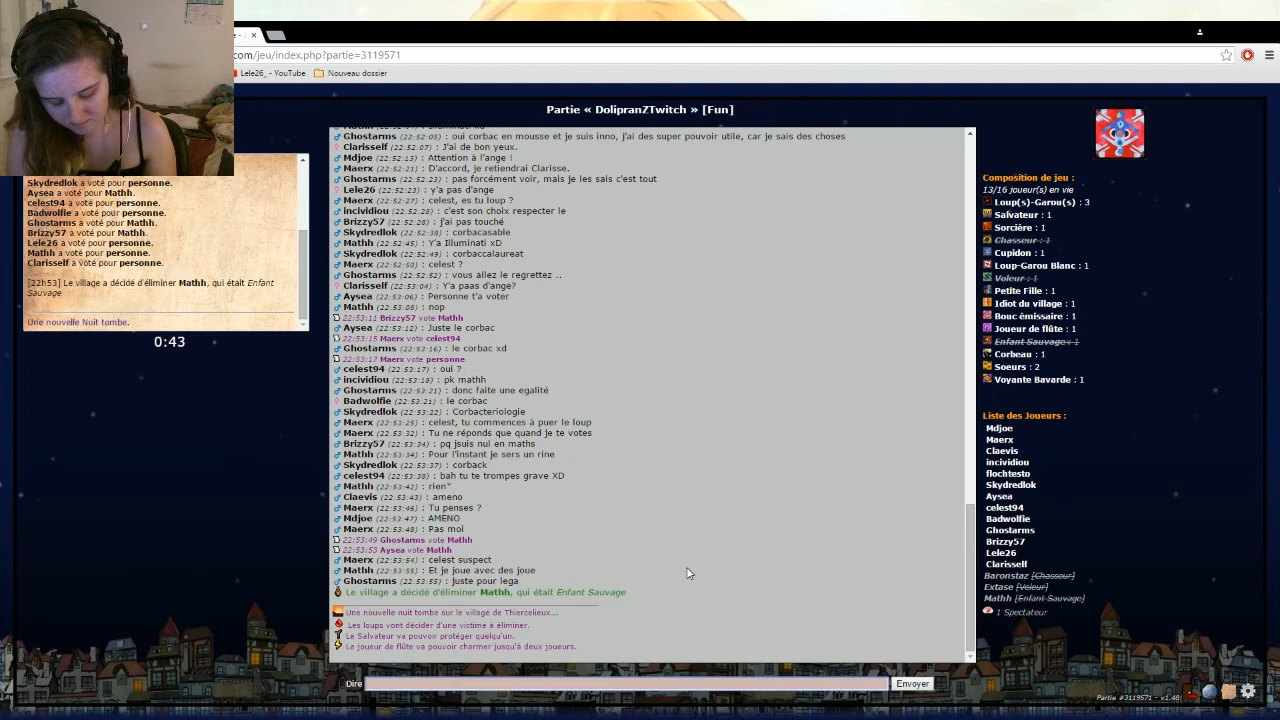 e -
com/jeu/index.php?partie=3119571
Lele26_ - YouTube
Nouveau dossier
Partie « DolipranZTwitch » [Fun]
Skydredlok a voté pour personne.
Aysea a voté pour Mathh.
celest94 a voté pour personne.
Badwolfie a voté pour personne.
Ghostarms a voté pour Mathh.
Brizzy57 a voté pour Mathh.
Lele26 a voté pour personne.
Mathh a voté pour personne.
Clarisself a voté pour personne.
[22h53] Le village a décidé d'éliminer Mathh, qui était Enfant
Sauvage
Une nouvelle Nuit tombe.
0:43
Ghostarms (22:52:05) : oui corbac en mousse et je suis inno, j'ai des super pouvoir utile, car je sais des choses
Clarisself (22:52:07) : J'ai de bon yeux.
Mdjoe (22:52:13) : Attention à l'ange !
Maerx (22:52:21) : D'accord, je retiendrai Clarisse.
Ghostarms (22:52:23) : pas forcément voir, mais je les sais c'est tout
Lele26 (22:52:23) : y'a pas d'ange
Maerx (22:52:27) : celest, es tu loup ?
incividiou (22:52:28) : c'est son choix respecter le
Brizzy57 (22:52:28) : j'ai pas touché
Skydredlok (22:52:38) : corbacasable
Mathh (22:52:45) : Y'a Illuminati xD
Skydredlok (22:52:49) : corbaccalaureat
Maerx (22:52:50) : celest ?
Ghostarms (22:52:52) : vous allez le regrettez ..
Clarisself (22:53:04) : Y'a paas d'ange?
Aysea (22:53:06) : Personne t'a voter
Mathh (22:53:08) : nop
22:53:11 Brizzy57 vote Mathh
Aysea (22:53:12) : Juste le corbac
22:53:15 Maerx vote celest94
Ghostarms (22:53:16) : le corbac xd
22:53:17 Maerx vote personne
celest94 (22:53:17) : oui ?
incividiou (22:53:18) : pk mathh
Ghostarms (22:53:21) : donc faite une egalité
Badwolfie (22:53:21) : le corbac
Skydredlok (22:53:22) : Corbacteriologie
Maerx (22:53:25) : celest, tu commences à puer le loup
Maerx (22:53:32) : Tu ne réponds que quand je te votes
Brizzy57 (22:53:34) : pq jsuis nul en maths
Mathh (22:53:34) : Pour l'instant je sers un rine
Skydredlok (22:53:37) : corback
celest94 (22:53:38) : bah tu te trompes grave XD
Mathh (22:53:42) : rien*
Claevis (22:53:43) : ameno
Maerx (22:53:46) : Tu penses ?
Mdjoe (22:53:47) : AMENO
Maerx (22:53:48) : Pas moi
22:53:49 Ghostarms vote Mathh
22:53:53 Aysea vote Mathh
Maerx (22:53:54) : celest suspect
Mathh (22:53:55) : Et je joue avec des joue
Ghostarms (22:53:55) : juste pour lega
Le village a décidé d'éliminer Mathh, qui était Enfant Sauvage
Une nouvelle nuit tombe sur le village de Thiercelieux...
Les loups vont décider d'une victime à éliminer.
Le Salvateur va pouvoir protéger quelqu'un.
Le joueur de flûte va pouvoir charmer jusqu'à deux joueurs.
Dire
Envoyer
Composition de jeu :
13/16 joueur(s) en vie
Loup(s)-Garou(s) : 3
Salvateur : 1
Sorcière : 1
Chasseur : 1
Cupidon : 1
Loup-Garou Blanc : 1
Voleur : 1
Petite Fille : 1
Idiot du village : 1
Bouc émissaire : 1
Joueur de flûte : 1
Enfant Sauvage : 1
Corbeau : 1
Soeurs : 2
Voyante Bavarde : 1
Liste des Joueurs :
Mdjoe
Maerx
Claevis
incividiou
flochtesto
Skydredlok
Aysea
celest94
Badwolfie
Ghostarms
Brizzy57
Lele26
Clarisself
Baronstaz [Chasseur]
Extase [Voleur]
Mathh [Enfant Sauvage]
1 Spectateur
Partie #3119571 - v1.48